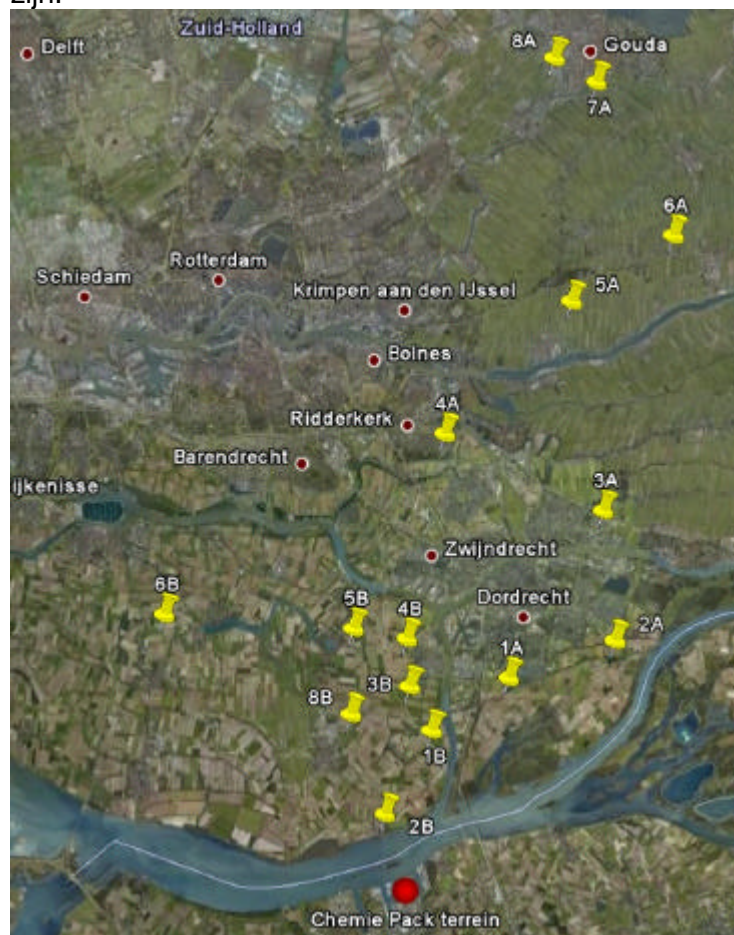 zijn.
Zuid-Holland
Delft
8A
Gouda
7A
6A
Rotterdam
Schiedam
Krimpen aan den IJssel
5A
Bolnes
4A
Ridderkerk
Barendrecht
3A
ijkenisse
Zwijndrecht
6B
5B
4B
Dordrecht
2A
1A
3B
8B
1B
2B
Chemie Pack terrein